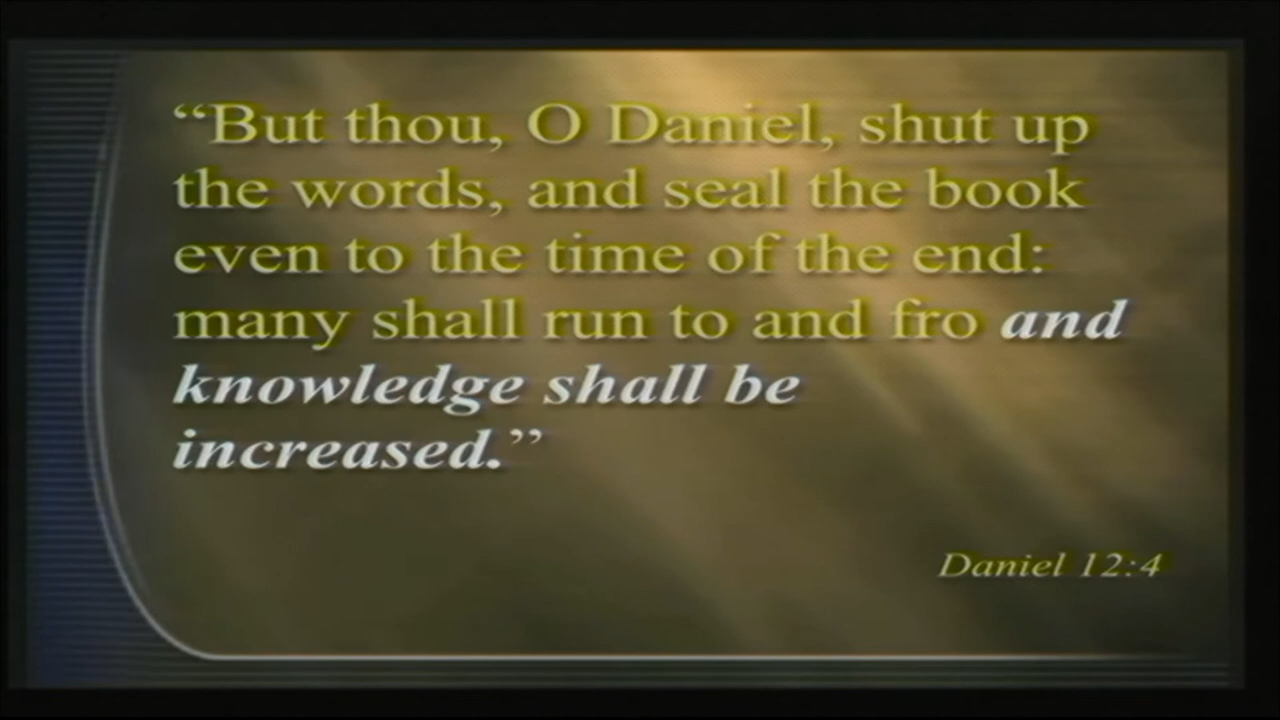 “But thou, O Daniel, shut up
the words, and seal the book
even to the time of the end:
many shall run to and fro and
knowledge shall be
increased.”
Daniel 12:4